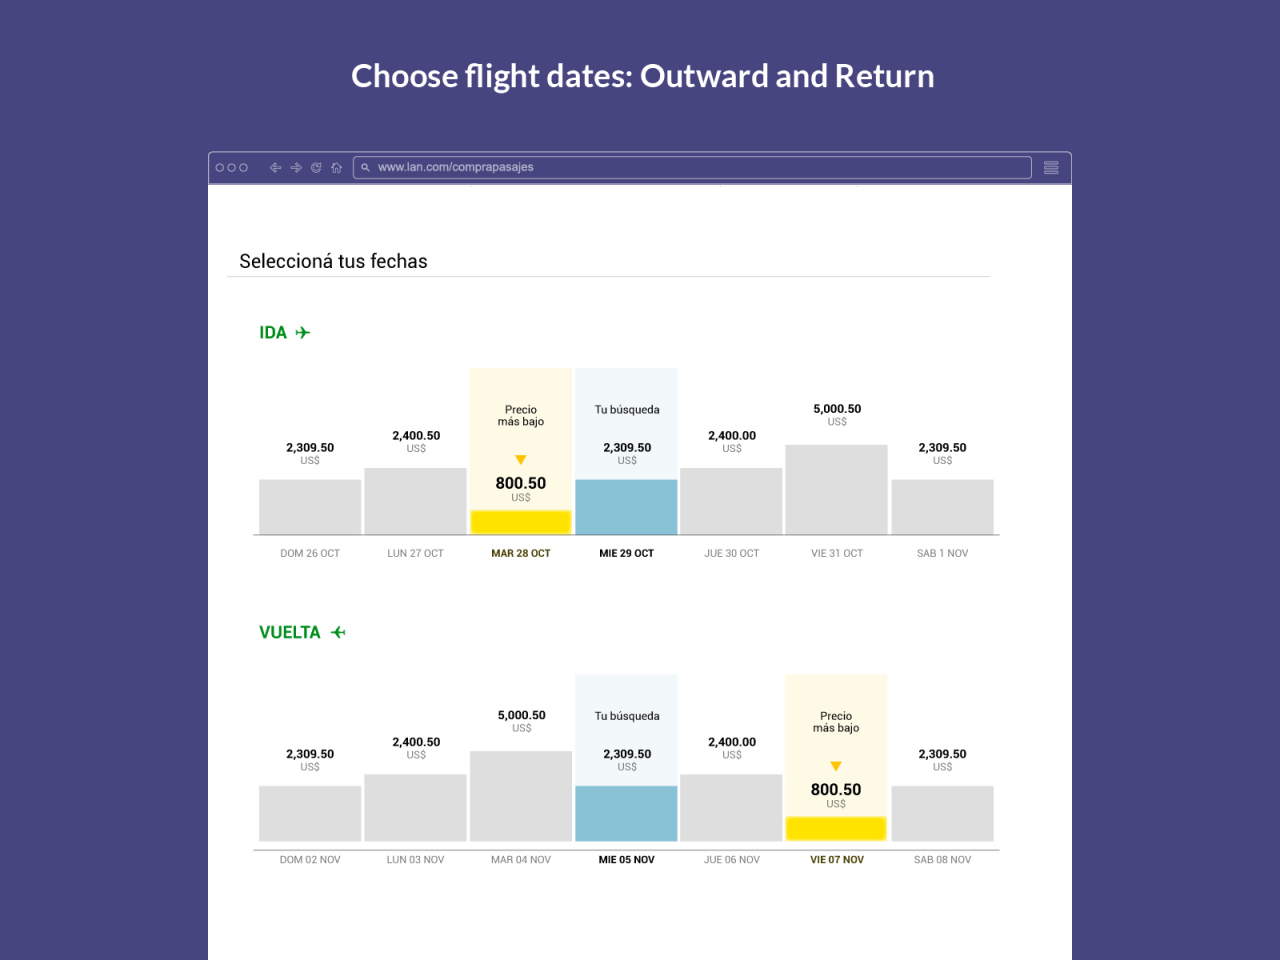 Choose flight dates: Outward and Return
www.lan.com/comprapasajes
Seleccioná tus fechas
IDA
2,309.50
US$
2,400.50
US$
Precio
más bajo
800.50
US$
Tu búsqueda
2,309.50
US$
2,400.00
US$
5,000.50
US$
2,309.50
US$
DOM 26 OCT
LUN 27 OCT
MAR 28 OCT
MIE 29 OCT
JUE 30 OCT
VIE 31 OCT
SAB 1 NOV
VUELTA
2,309.50
US$
2,400.50
US$
5,000.50
US$
Tu búsqueda
2,309.50
US$
2,400.00
US$
Precio
más bajo
800.50
US$
2,309.50
US$
DOM 02 NOV
LUN 03 NOV
MAR 04 NOV
MIE 05 NOV
JUE 06 NOV
VIE 07 NOV
SAB 08 NOV